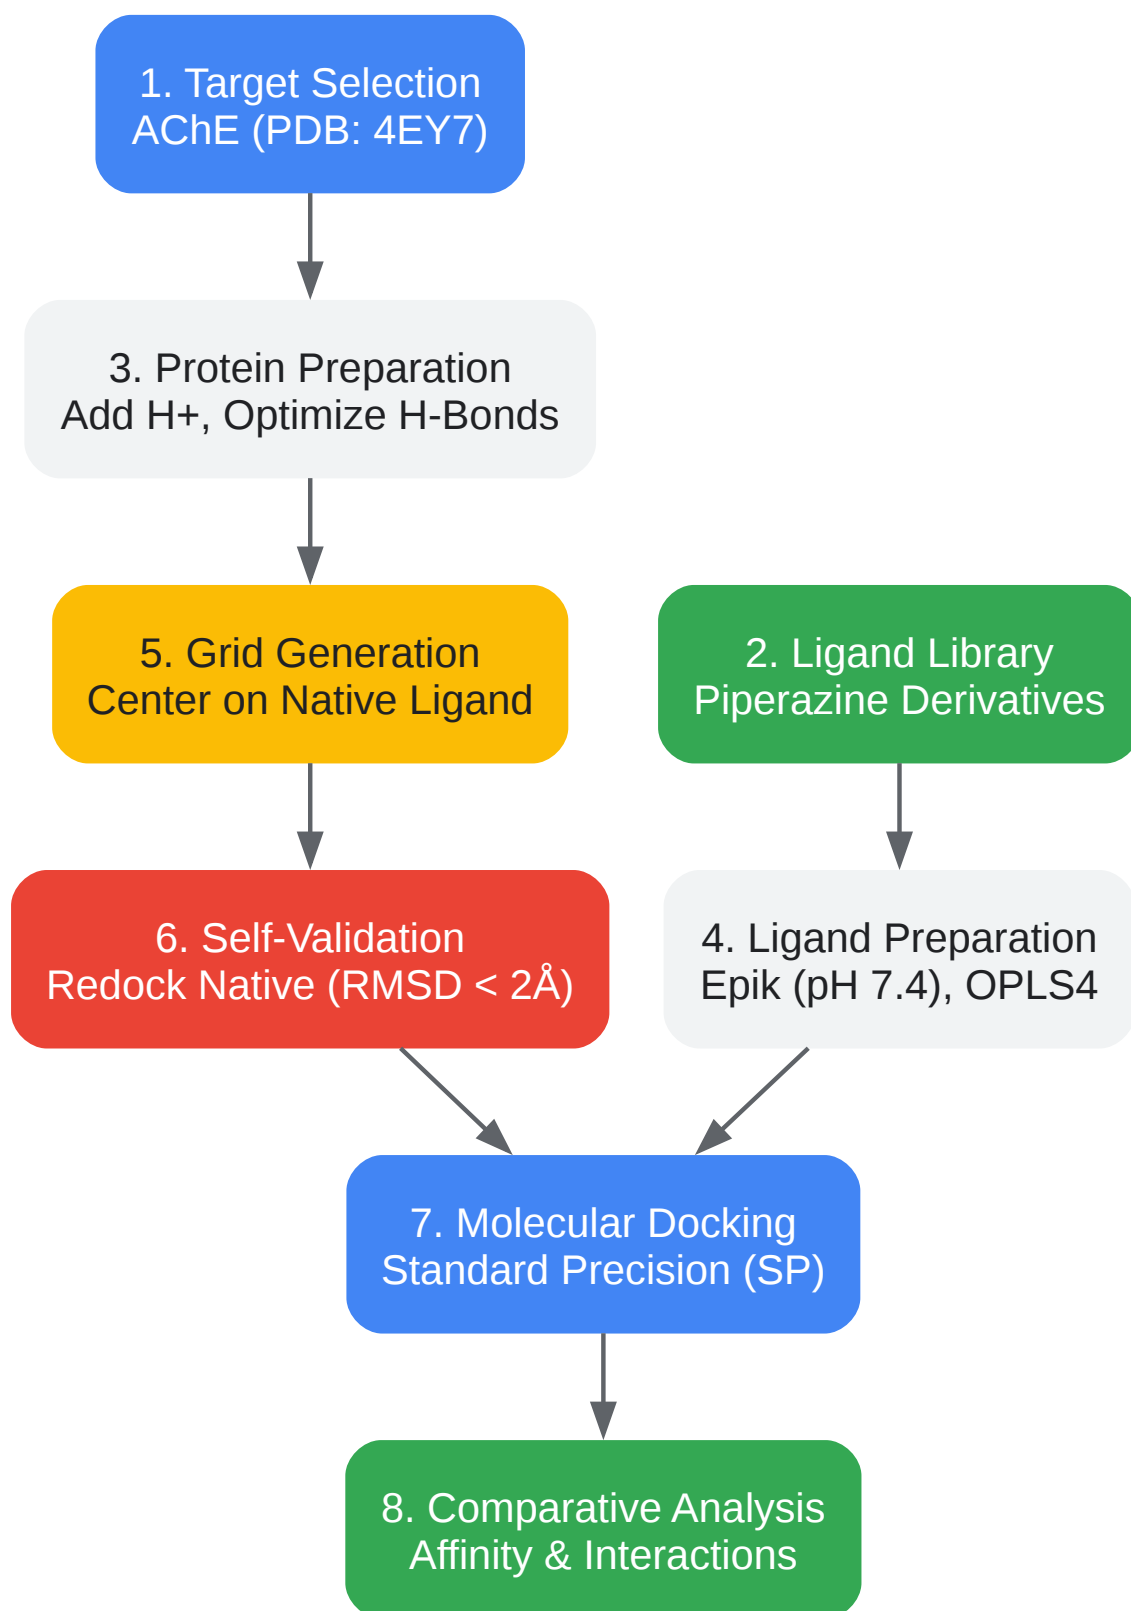 1. Target Selection
AChE (PDB: 4EY7)
3. Protein Preparation
Add H+, Optimize H-Bonds
5. Grid Generation
Center on Native Ligand
2. Ligand Library
Piperazine Derivatives
6. Self-Validation
Redock Native (RMSD < 2Å)
4. Ligand Preparation
Epik (pH 7.4), OPLS4
7. Molecular Docking
Standard Precision (SP)
8. Comparative Analysis
Affinity & Interactions